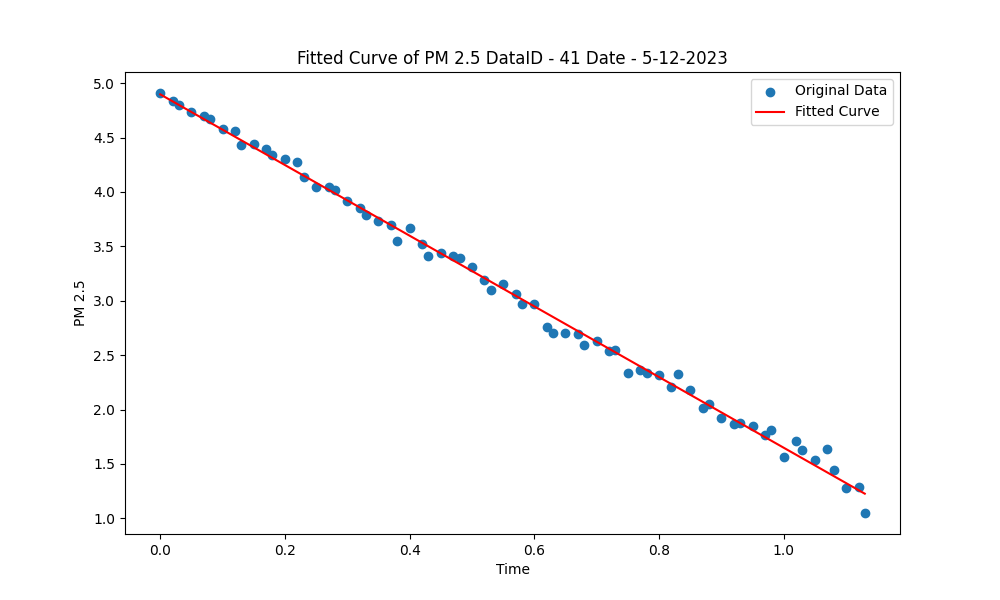 Fitted Curve of PM 2.5 DataID - 41 Date - 5-12-2023
Original Data
Fitted Curve
PM 2.5
5.0
4.5
4.0
3.5
3.0
2.5
2.0
1.5
1.0
0.0 0.2 0.4 0.6 0.8 1.0
Time